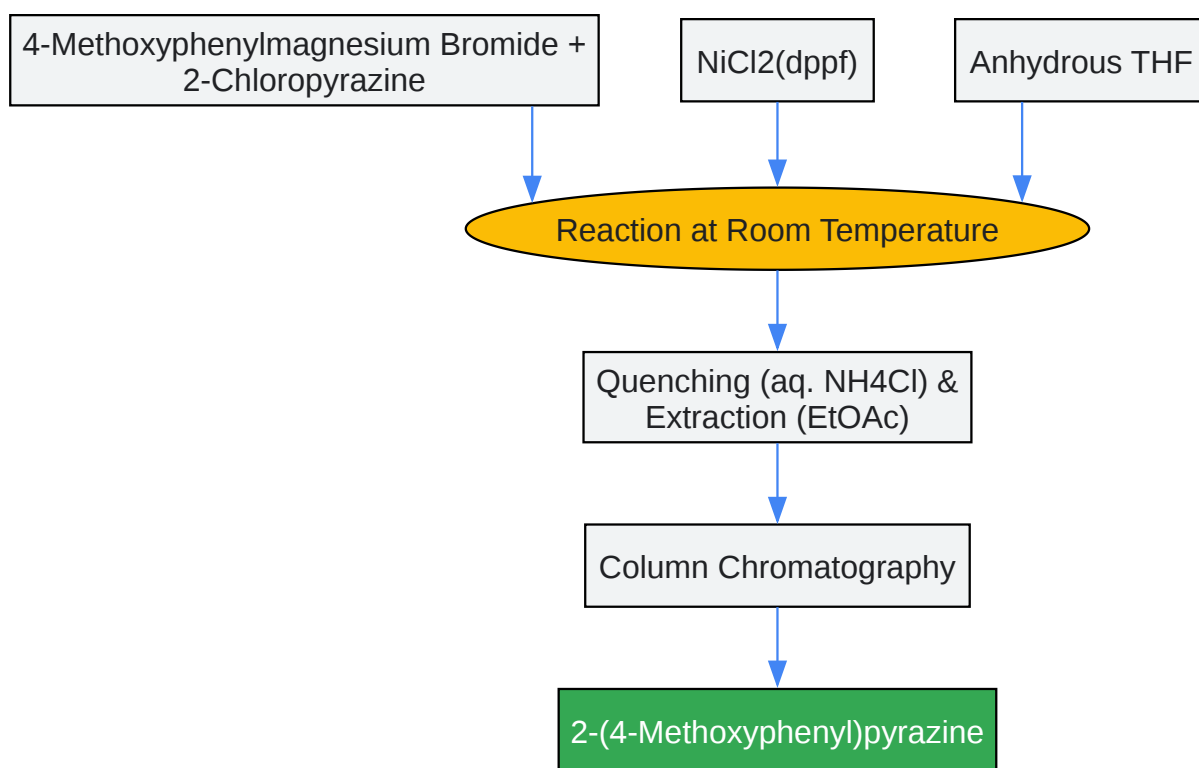 4-Methoxyphenylmagnesium Bromide +
2-Chloropyrazine
NiCl2(dppf)
Anhydrous THF
Reaction at Room Temperature
Quenching (aq. NH4Cl) &
Extraction (EtOAc)
Column Chromatography
2-(4-Methoxyphenyl)pyrazine